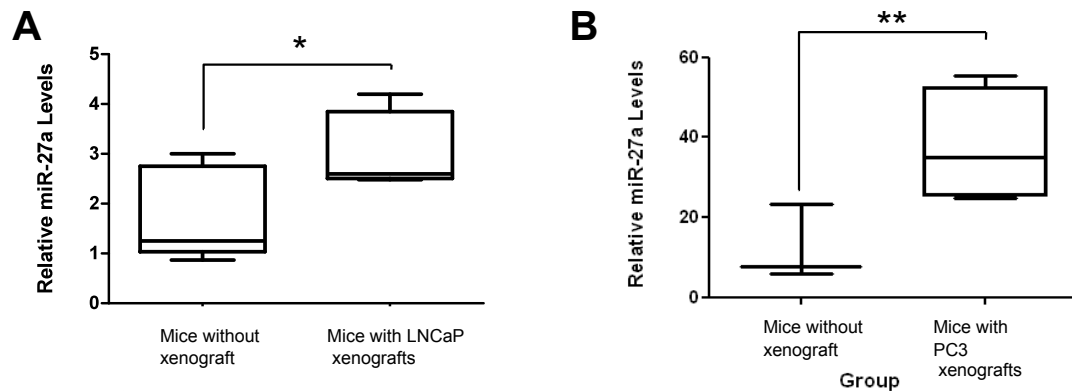 A
*
Relative miR-27a Levels
5
4
3
2
1
0
Mice without
xenograft
Mice with LNCaP
xenografts
B
**
Relative miR-27a Levels
60
40
20
0
Mice without
xenograft
Mice with
PC3
xenografts
Group